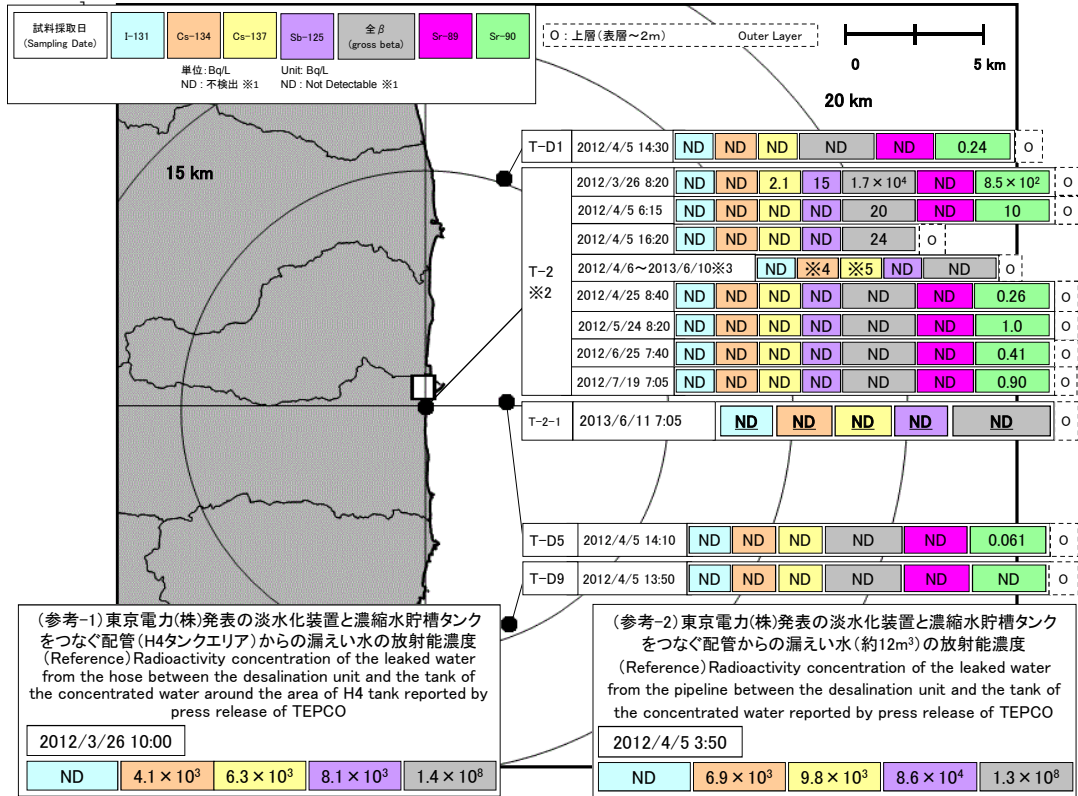 試料採取日
(Sampling Date)
I-131
Cs-134
Cs-137
Sb-125
全β
(gross beta)
Sr-89
Sr-90
単位:Bq/L
Unit: Bq/L
ND : 不検出 ※1
ND : Not Detectable ※1
O : 上層(表層~2m) Outer Layer
0
5 km
20 km
15 km
T-D1 2012/4/5 14:30 ND ND ND ND ND 0.24 O
T-2
※2
2012/3/26 8:20 ND ND 2.1 15 1.7×10⁴ ND 8.5×10² O
2012/4/5 6:15 ND ND ND ND 20 ND 10 O
2012/4/5 16:20 ND ND ND ND 24 O
2012/4/6~2013/6/10※3 ND ※4 ※5 ND ND O
2012/4/25 8:40 ND ND ND ND ND ND 0.26 O
2012/5/24 8:20 ND ND ND ND ND ND 1.0 O
2012/6/25 7:40 ND ND ND ND ND ND 0.41 O
2012/7/19 7:05 ND ND ND ND ND ND 0.90 O
T-2-1 2013/6/11 7:05 ND ND ND ND ND O
T-D5 2012/4/5 14:10 ND ND ND ND ND 0.061 O
T-D9 2012/4/5 13:50 ND ND ND ND ND ND O
(参考-1)東京電力(株)発表の淡水化装置と濃縮水貯槽タンク
をつなぐ配管(H4タンクエリア)からの漏えい水の放射能濃度
(Reference)Radioactivity concentration of the leaked water
from the hose between the desalination unit and the tank of
the concentrated water around the area of H4 tank reported by
press release of TEPCO
2012/3/26 10:00
ND 4.1×10³ 6.3×10³ 8.1×10³ 1.4×10⁸
(参考-2)東京電力(株)発表の淡水化装置と濃縮水貯槽タンク
をつなぐ配管からの漏えい水(約12m³)の放射能濃度
(Reference)Radioactivity concentration of the leaked water
from the pipeline between the desalination unit and the tank of
the concentrated water reported by press release of TEPCO
2012/4/5 3:50
ND 6.9×10³ 9.8×10³ 8.6×10⁴ 1.3×10⁸